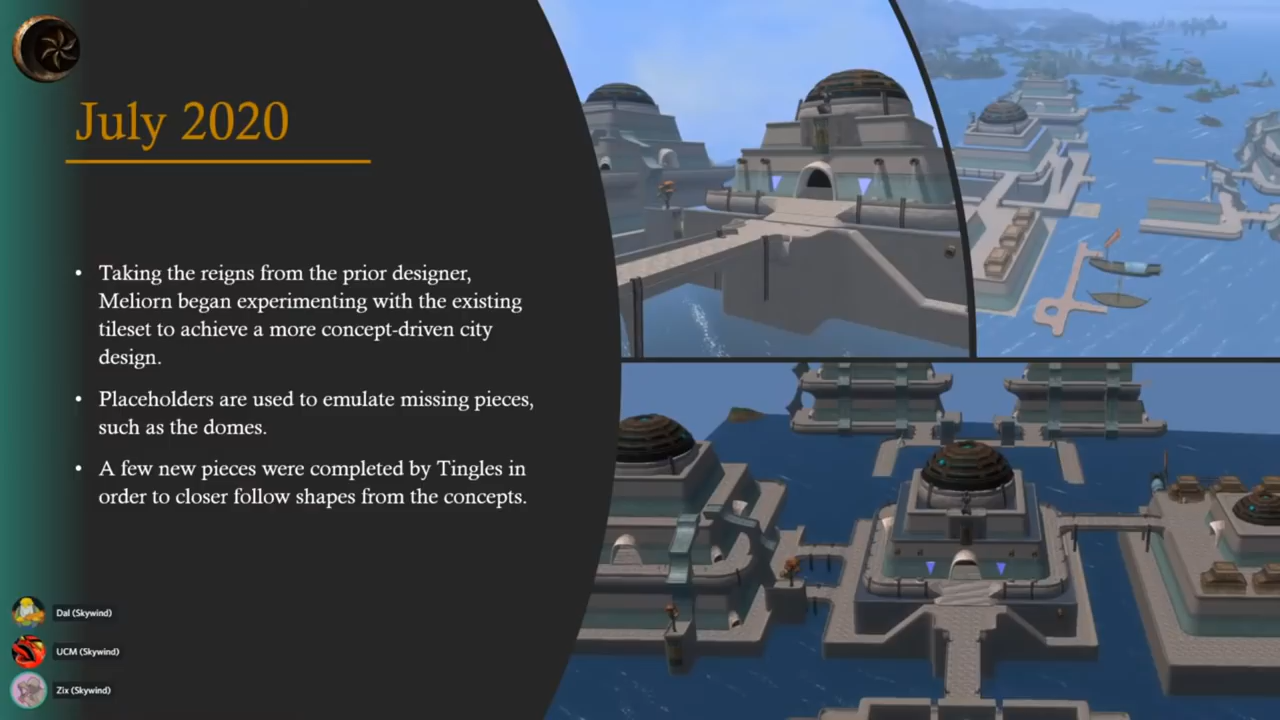 July 2020
• Taking the reigns from the prior designer,
Meliorn began experimenting with the existing
tileset to achieve a more concept-driven city
design.
• Placeholders are used to emulate missing pieces,
such as the domes.
• A few new pieces were completed by Tingles in
order to closer follow shapes from the concepts.
Dal (Skywind)
UCM (Skywind)
Zix (Skywind)